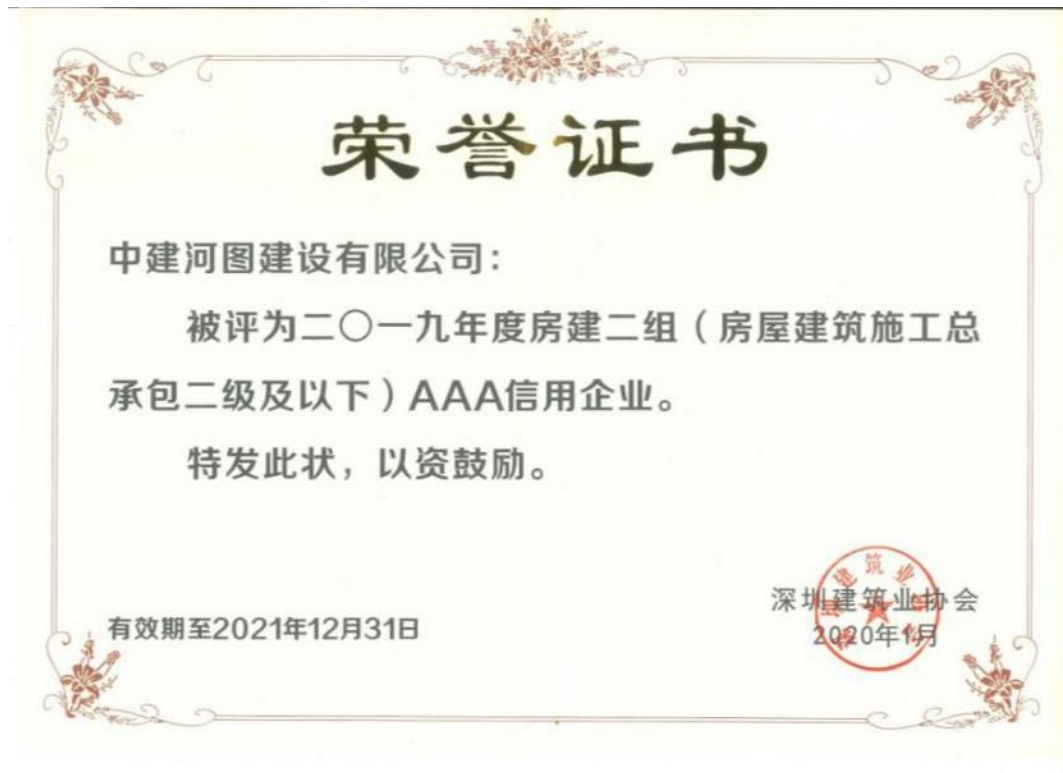 荣誉证书
中建河图建设有限公司：
被评为二〇一九年度房建二组（房屋建筑施工总
承包二级及以下）AAA信用企业。
特发此状，以资鼓励。
深圳建筑业协会
有效期至2021年12月31日
2020年1月